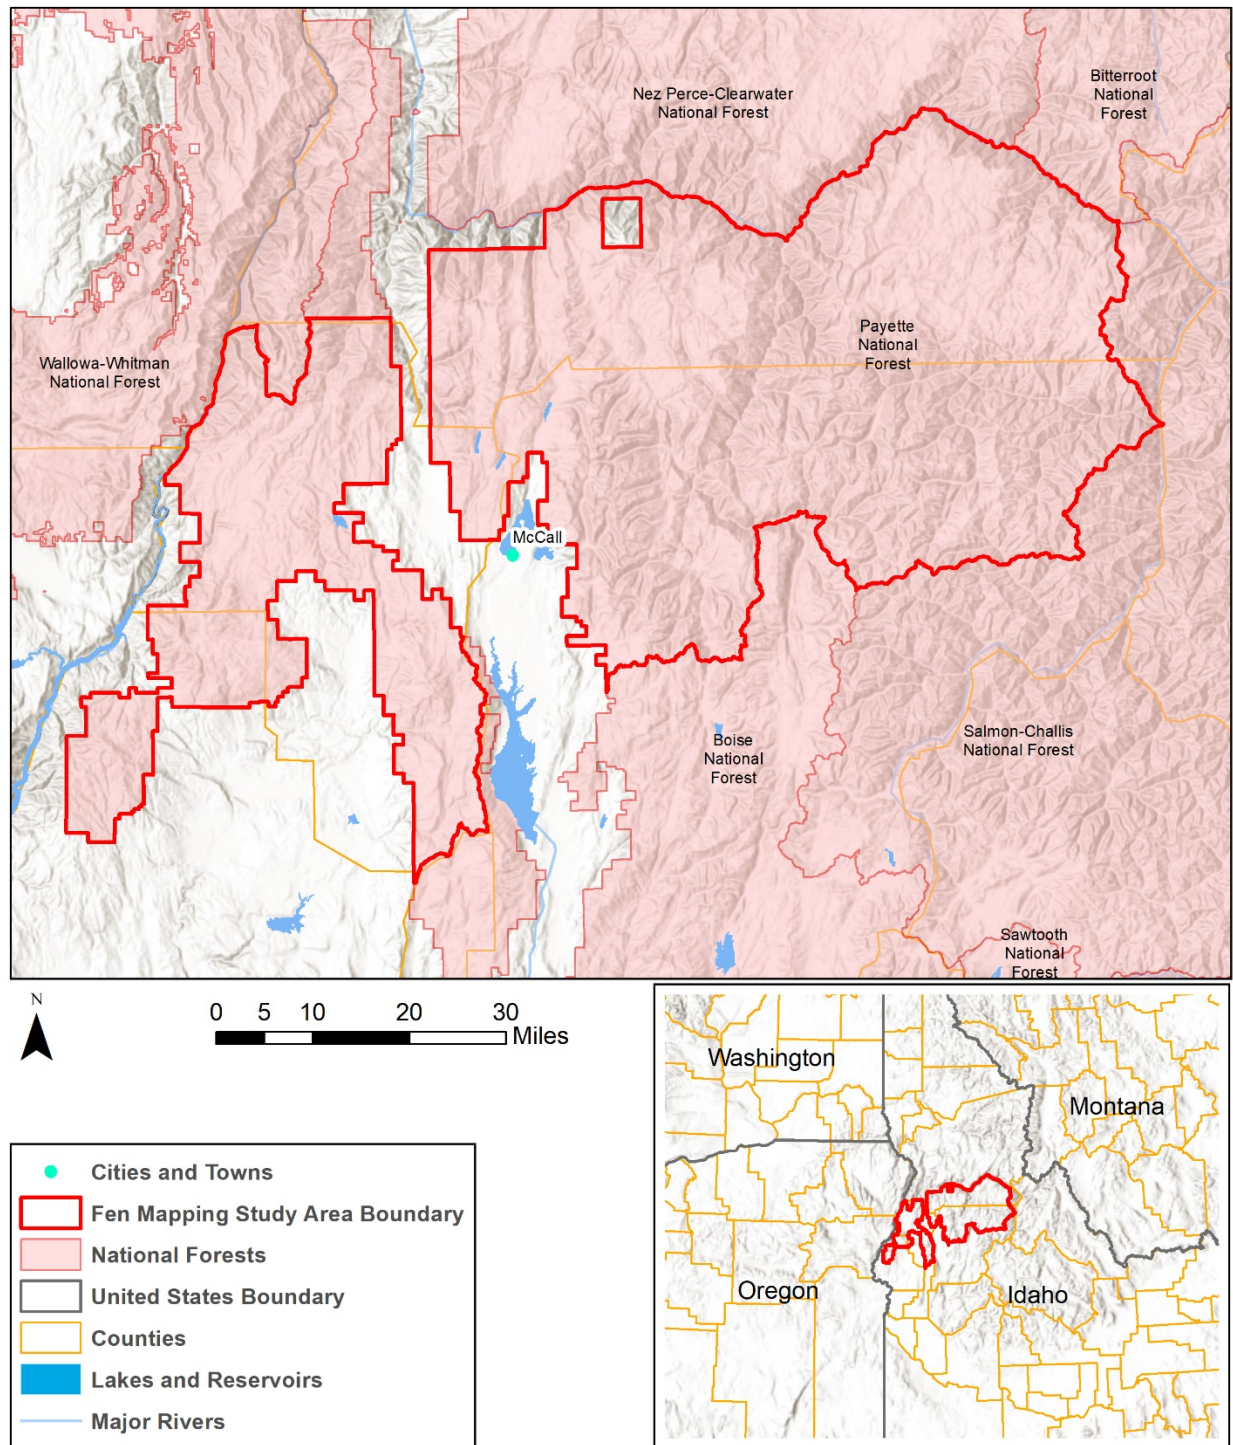 Nez Perce-Clearwater
National Forest
Bitterroot
National
Forest
Payette
National
Forest
Wallowa-Whitman
National Forest
McCall
Boise
National
Forest
Salmon-Challis
National Forest
Sawtooth
National
Forest
N
0 5 10 20 30
Miles
Cities and Towns
Fen Mapping Study Area Boundary
National Forests
United States Boundary
Counties
Lakes and Reservoirs
Major Rivers
Washington
Montana
Oregon
Idaho